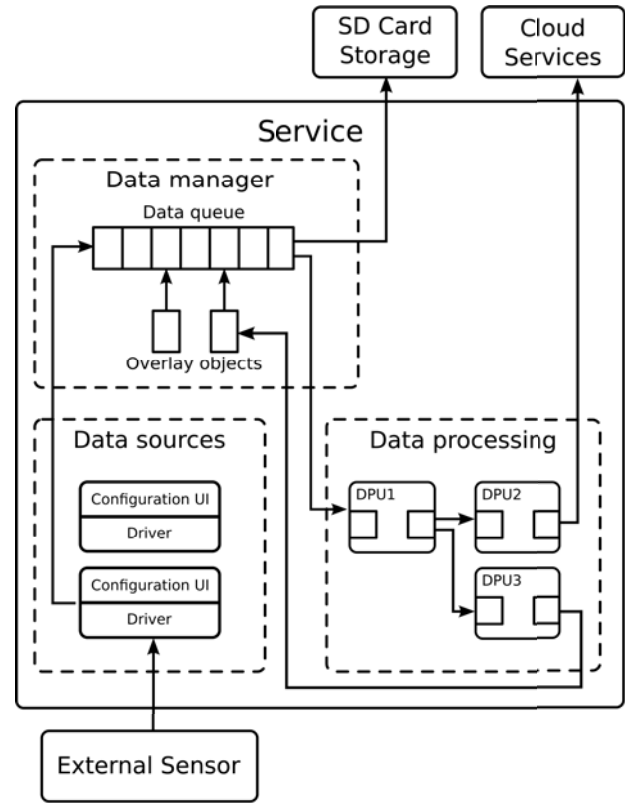 SD Card
Storage
Cloud
Services
Service
Data manager
Data queue
Overlay objects
Data sources
Configuration UI
Driver
Configuration UI
Driver
Data processing
DPU1
DPU2
DPU3
External Sensor